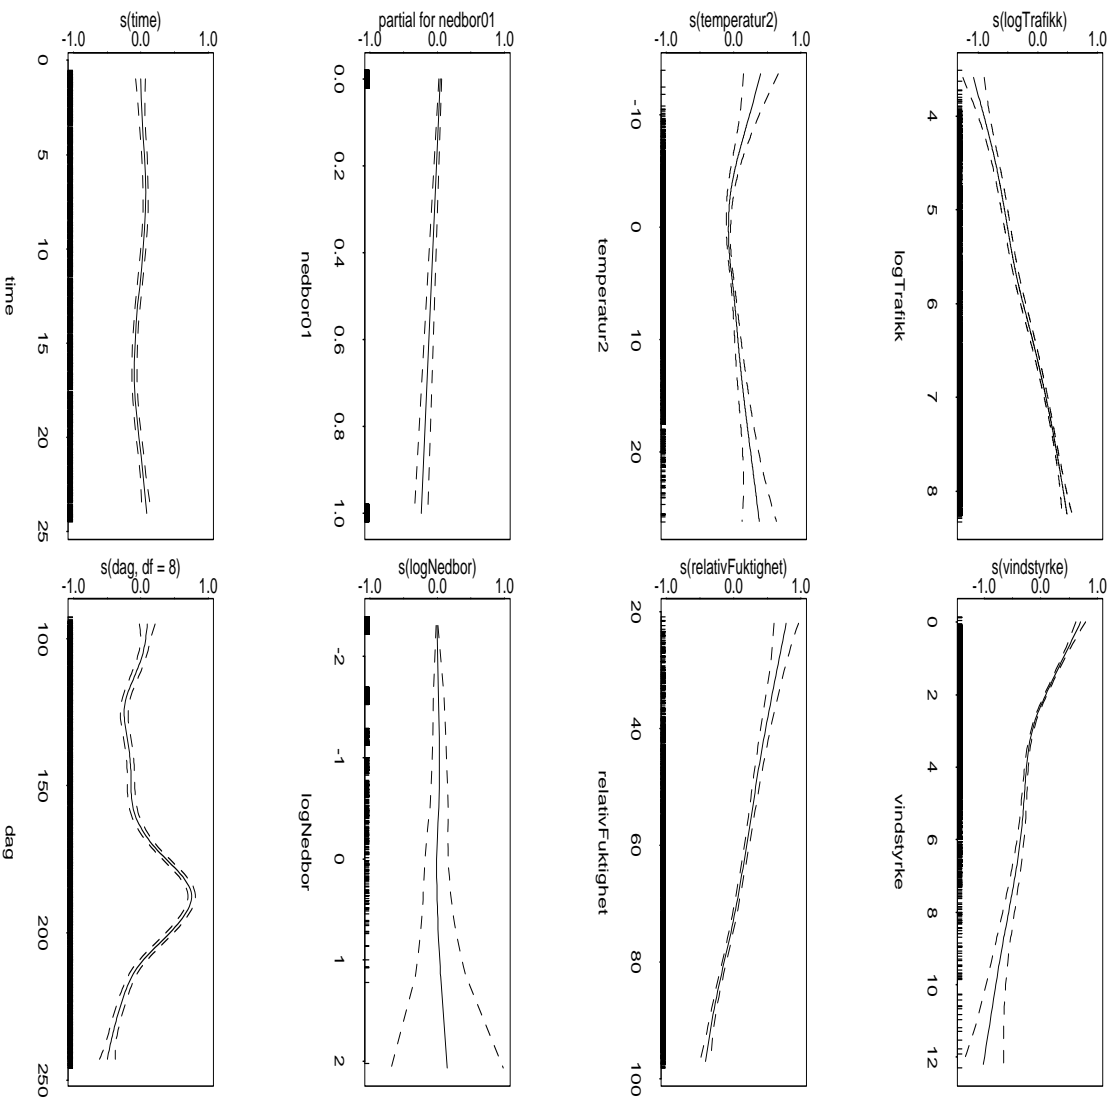 s(time)
-1.0 0.0 1.0
0 5 10 15 20 25
time
partial for nedbor01
-1.0 0.0 1.0
0.0 0.2 0.4 0.6 0.8 1.0
nedbor01
s(temperatur2)
-1.0 0.0 1.0
-10 0 10 20
temperatur2
s(logTrafikk)
-1.0 0.0 1.0
4 5 6 7 8
logTrafikk
s(dag, df = 8)
-1.0 0.0 1.0
100 150 200 250
dag
s(logNedbor)
-1.0 0.0 1.0
-2 -1 0 1 2
logNedbor
s(relativFuktighet)
-1.0 0.0 1.0
20 40 60 80 100
relativFuktighet
s(vindstyrke)
-1.0 0.0 1.0
0 2 4 6 8 10 12
vindstyrke